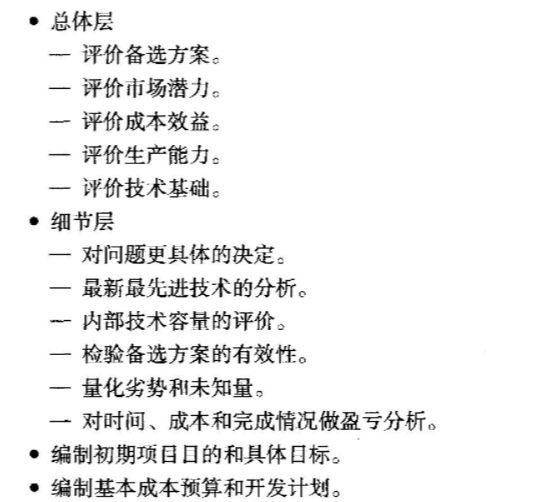 • 总体层
— 评价备选方案。
— 评价市场潜力。
— 评价成本效益。
— 评价生产能力。
— 评价技术基础。
• 细节层
— 对问题更具体的决定。
— 最新最先进技术的分析。
— 内部技术容量的评价。
— 检验备选方案的有效性。
— 量化劣势和未知量。
— 对时间、成本和完成情况做盈亏分析。
• 编制初期项目目的和具体目标。
• 编制基本成本预算和开发计划。